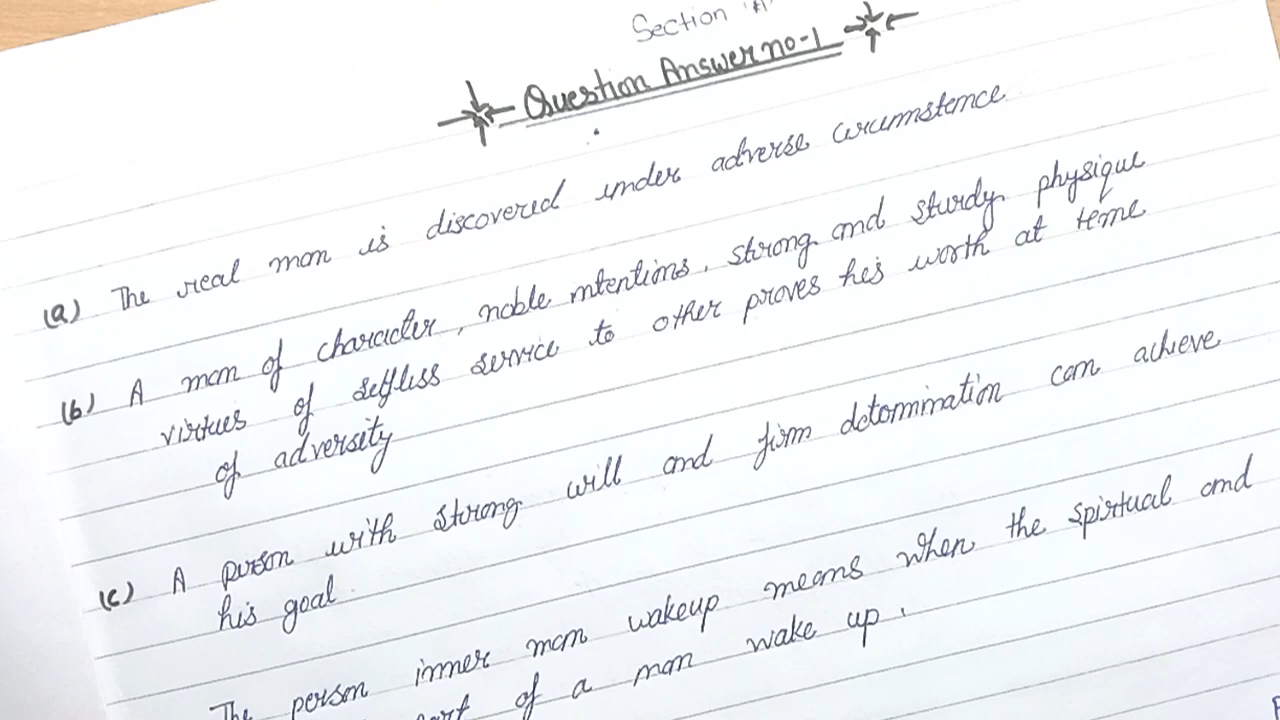 Section 'A'
Question Answer no-1
(a) The real man is discovered under adverse circumstence
(b) A man of character, noble intentions, strong and sturdy physique
virtues of selfless service to other proves his worth at time
of adversity
(c) A person with strong will and firm determination can achieve
his goal.
The person inner man wakeup means when the spirtual and
of a man wake up.